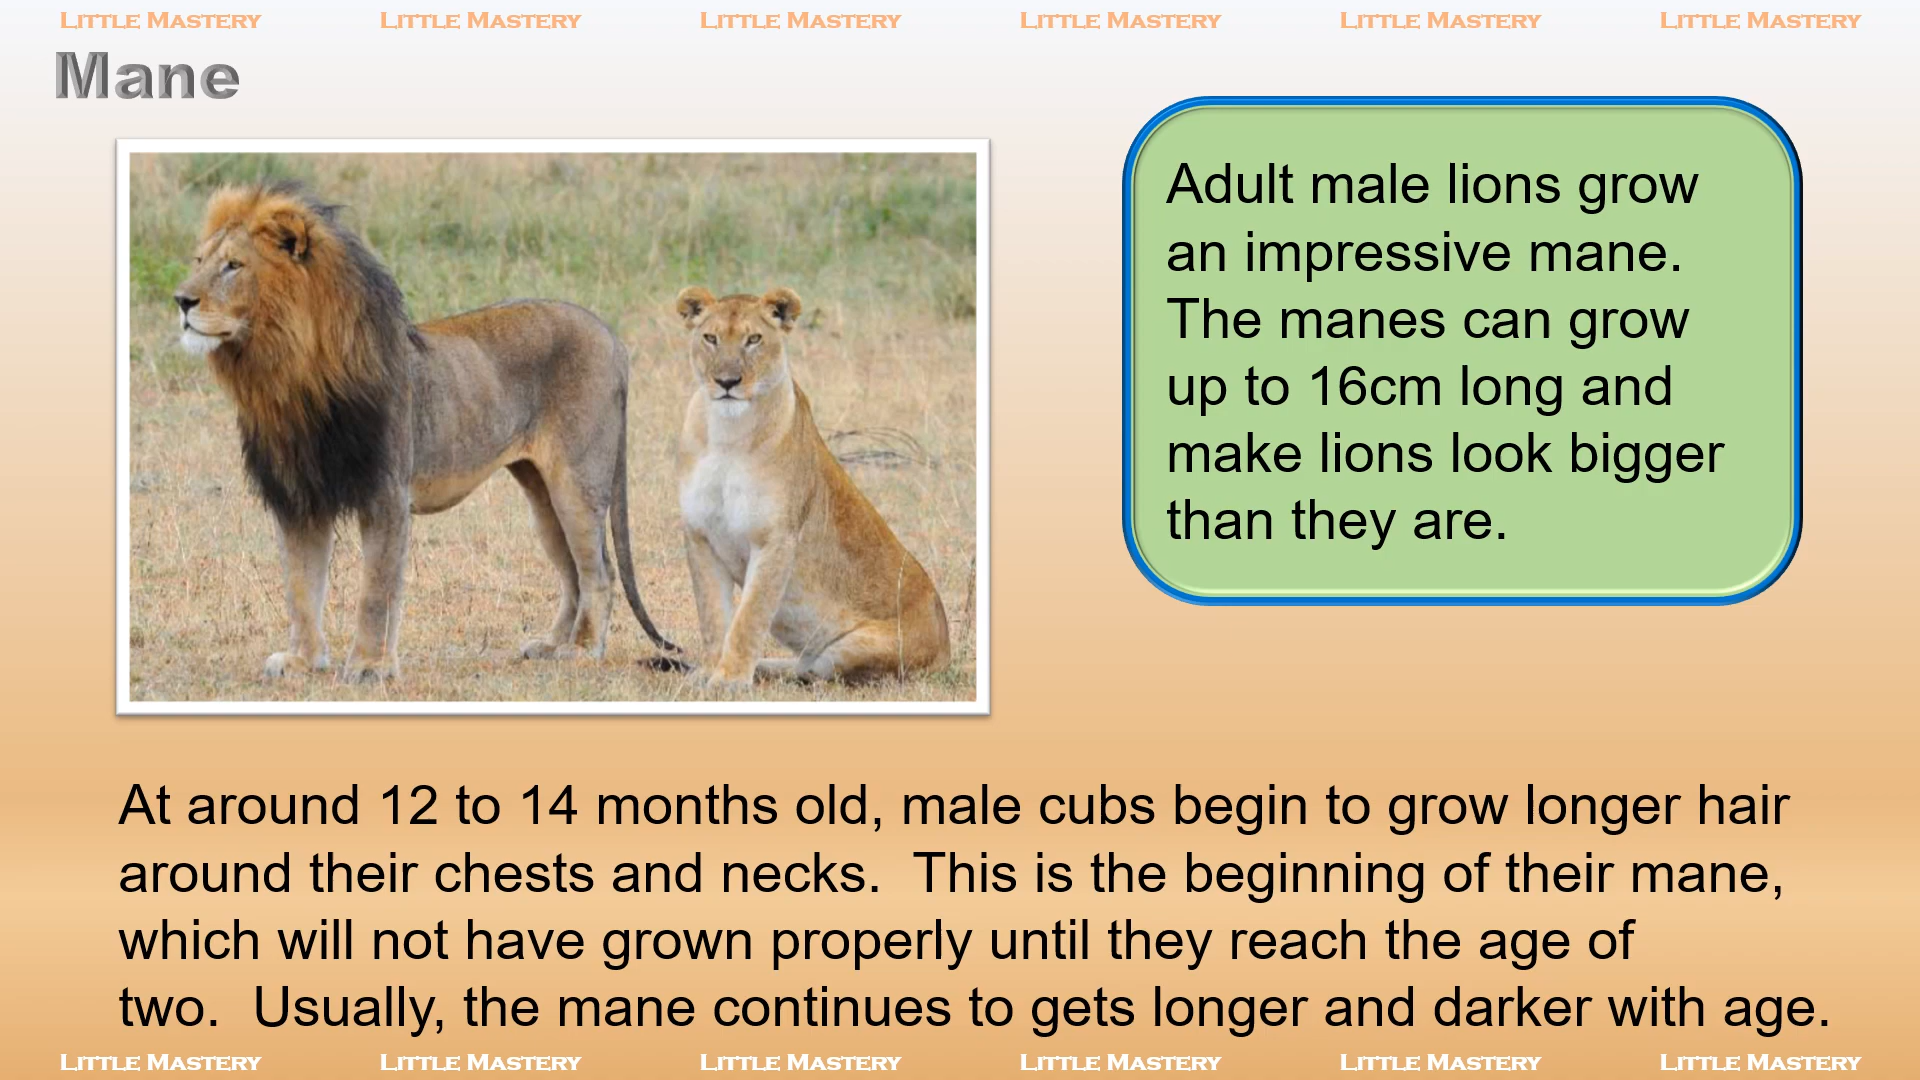 LITTLE MASTERY LITTLE MASTERY LITTLE MASTERY LITTLE MASTERY LITTLE MASTERY LITTLE MASTERY
Mane
Adult male lions grow
an impressive mane.
The manes can grow
up to 16cm long and
make lions look bigger
than they are.
At around 12 to 14 months old, male cubs begin to grow longer hair
around their chests and necks.  This is the beginning of their mane,
which will not have grown properly until they reach the age of
two.  Usually, the mane continues to gets longer and darker with age.
LITTLE MASTERY LITTLE MASTERY LITTLE MASTERY LITTLE MASTERY LITTLE MASTERY LITTLE MASTERY